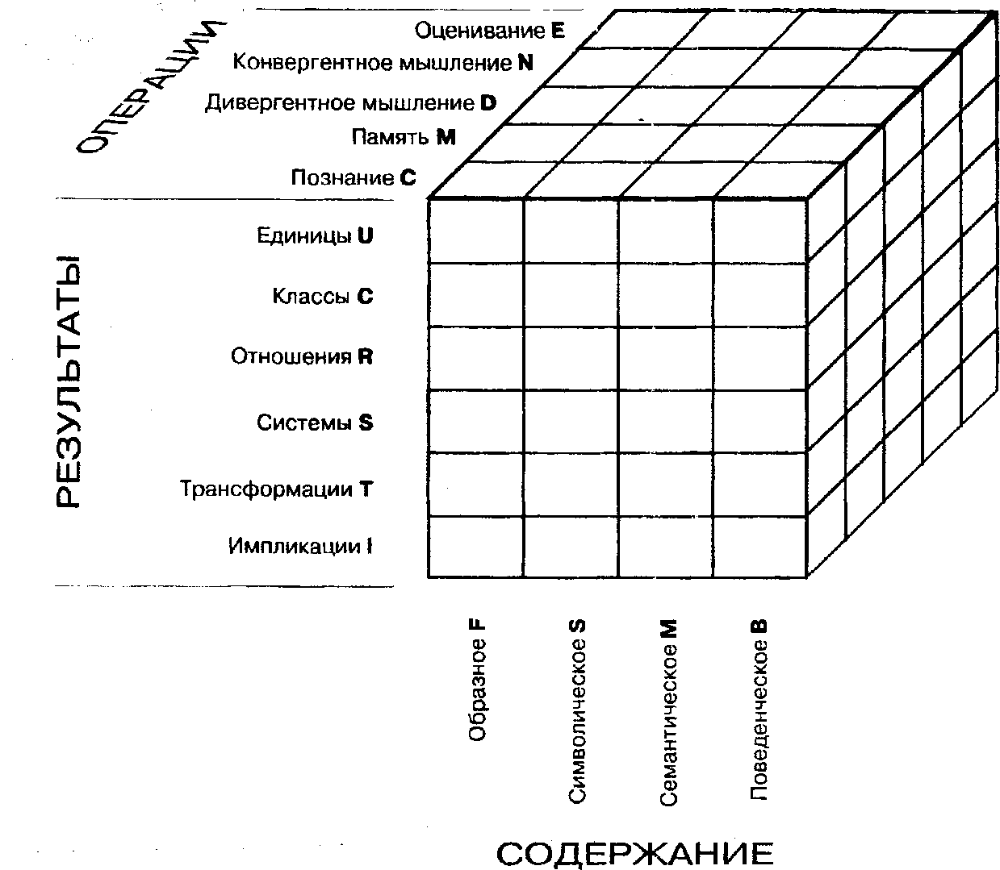 ОПЕРАЦИИ
Оценивание E
Конвергентное мышление N
Дивергентное мышление D
Память M
Познание C
РЕЗУЛЬТАТЫ
Единицы U
Классы C
Отношения R
Системы S
Трансформации T
Импликации I
Образное F
Символическое S
Семантическое M
Поведенческое B
СОДЕРЖАНИЕ